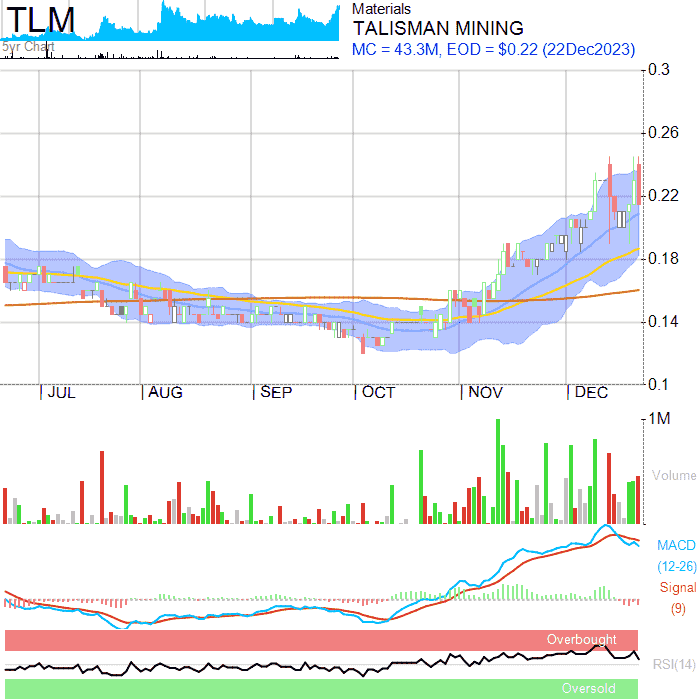 TLM
5yr Chart
Materials
TALISMAN MINING
MC = 43.3M, EOD = $0.22 (22Dec2023)
0.3
0.26
0.22
0.18
0.14
0.1
JUL AUG SEP OCT NOV DEC
1M
Volume
MACD
(12-26)
Signal
(9)
Overbought
RSI(14)
Oversold